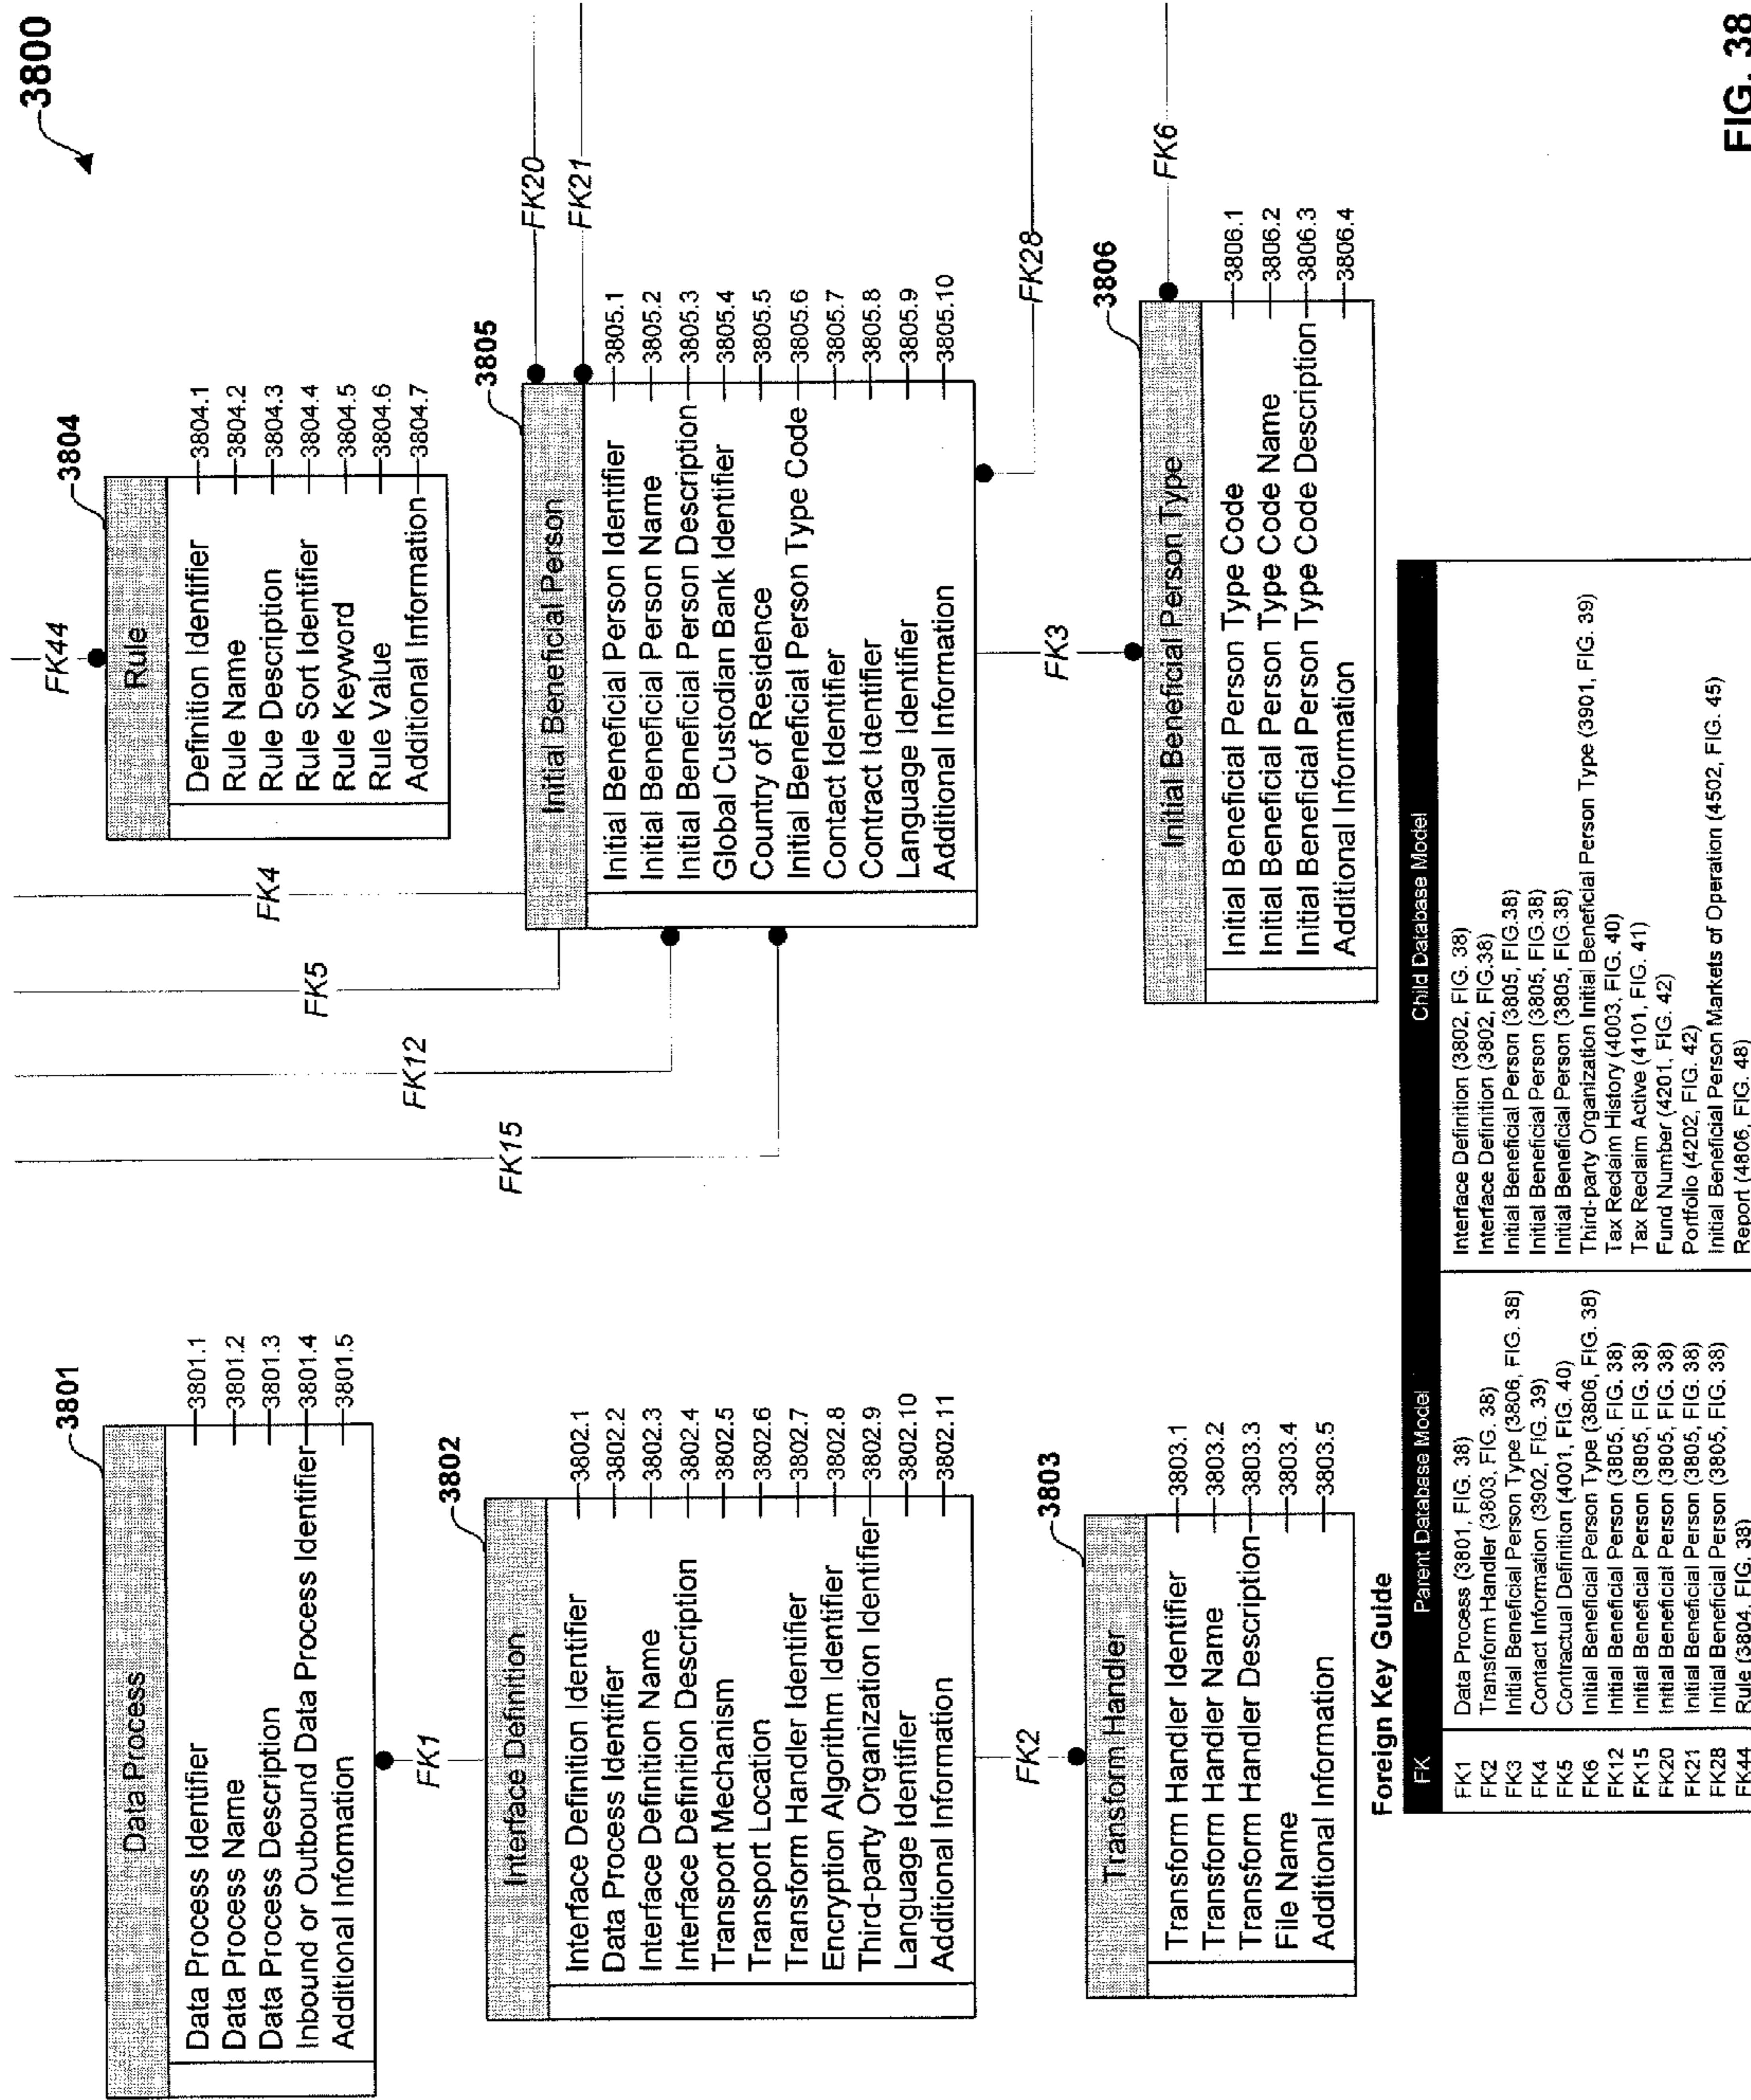 3800
3801
Data Process
Data Process Identifier
3801.1
Data Process Name
3801.2
Data Process Description
3801.3
Inbound or Outbound Data Process Identifier
3801.4
Additional Information
3801.5
FK1
3802
Interface Definition
Interface Definition Identifier
3802.1
Data Process Identifier
3802.2
Interface Definition Name
3802.3
Interface Definition Description
3802.4
Transport Mechanism
3802.5
Transport Location
3802.6
Transform Handler Identifier
3802.7
Encryption Algorithm Identifier
3802.8
Third-party Organization Identifier
3802.9
Language Identifier
3802.10
Additional Information
3802.11
FK2
3803
Transform Handler
Transform Handler Identifier
3803.1
Transform Handler Name
3803.2
Transform Handler Description
3803.3
File Name
3803.4
Additional Information
3803.5
FK44
3804
Rule
Definition Identifier
3804.1
Rule Name
3804.2
Rule Description
3804.3
Rule Sort Identifier
3804.4
Rule Keyword
3804.5
Rule Value
3804.6
Additional Information
3804.7
FK4
FK5
FK12
FK15
FK20
FK21
3805
Initial Beneficial Person
Initial Beneficial Person Identifier
3805.1
Initial Beneficial Person Name
3805.2
Initial Beneficial Person Description
3805.3
Global Custodian Bank Identifier
3805.4
Country of Residence
3805.5
Initial Beneficial Person Type Code
3805.6
Contact Identifier
3805.7
Contract Identifier
3805.8
Language Identifier
3805.9
Additional Information
3805.10
FK28
FK3
3806
FK6
Initial Beneficial Person Type
Initial Beneficial Person Type Code
3806.1
Initial Beneficial Person Type Code Name
3806.2
Initial Beneficial Person Type Code Description
3806.3
Additional Information
3806.4
Foreign Key Guide
FK Parent Database Model Child Database Model
FK1 Data Process (3801, FIG. 38) Interface Definition (3802, FIG. 38)
FK2 Transform Handler (3803, FIG. 38) Interface Definition (3802, FIG.38)
FK3 Initial Beneficial Person Type (3806, FIG. 38) Initial Beneficial Person (3805, FIG.38)
FK4 Contact Information (3902, FIG. 39) Initial Beneficial Person (3805, FIG.38)
FK5 Contractual Definition (4001, FIG. 40) Initial Beneficial Person (3805, FIG.38)
FK6 Initial Beneficial Person Type (3806, FIG. 38) Third-party Organization Initial Beneficial Person Type (3901, FIG. 39)
FK12 Initial Beneficial Person (3805, FIG. 38) Tax Reclaim History (4003, FIG. 40)
FK15 Initial Beneficial Person (3805, FIG. 38) Tax Reclaim Active (4101, FIG. 41)
FK20 Initial Beneficial Person (3805, FIG. 38) Fund Number (4201, FIG. 42)
FK21 Initial Beneficial Person (3805, FIG. 38) Portfolio (4202, FIG. 42)
FK28 Initial Beneficial Person (3805, FIG. 38) Initial Beneficial Person Markets of Operation (4502, FIG. 45)
FK44 Rule (3804, FIG. 38) Report (4806, FIG. 48)
FIG. 38